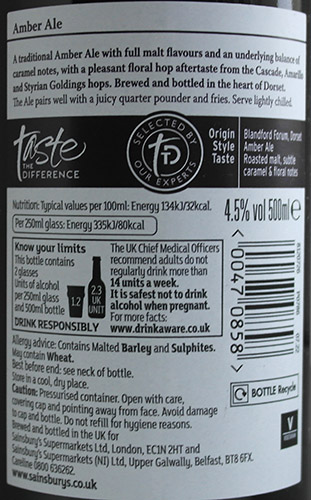 Amber Ale
A traditional Amber Ale with full malt flavours and an underlying balance of
caramel notes, with a pleasant floral hop aftertaste from the Cascade, Amarillo
and Styrian Goldings hops. Brewed and bottled in the heart of Dorset.
The Ale pairs well with a juicy quarter pounder and fries. Serve lightly chilled.
taste
THE
DIFFERENCE
SELECTED BY
TD
OUR EXPERTS
Origin Blandford Forum, Dorset
Style Amber Ale
Taste Roasted malt, subtle
caramel & floral notes
Nutrition: Typical values per 100ml: Energy 134kJ/32kcal.
Per 250ml glass: Energy 335kJ/80kcal
4.5% vol 500ml e
Know your limits
This bottle contains
2 glasses
Units of alcohol
per 250ml glass
and 500ml bottle
1.2
2.3
UK
UNIT
DRINK RESPONSIBLY
The UK Chief Medical Officers
recommend adults do not
regularly drink more than
14 units a week.
It is safest not to drink
alcohol when pregnant.
For more facts:
www.drinkaware.co.uk
< 00470858 >
Allergy advice: Contains Malted Barley and Sulphites.
May contain Wheat.
Best before end: see neck of bottle.
Store in a cool, dry place.
Caution: Pressurised container. Open with care,
covering cap and pointing away from face. Avoid damage
to cap and bottle. Do not refill for hygiene reasons.
Brewed and bottled in the UK for
Sainsbury's Supermarkets Ltd, London, EC1N 2HT and
Sainsbury's Supermarkets (NI) Ltd, Upper Galwally, Belfast, BT8 6FX.
Careline 0800 636262.
www.sainsburys.co.uk
BOTTLE Recycle
V